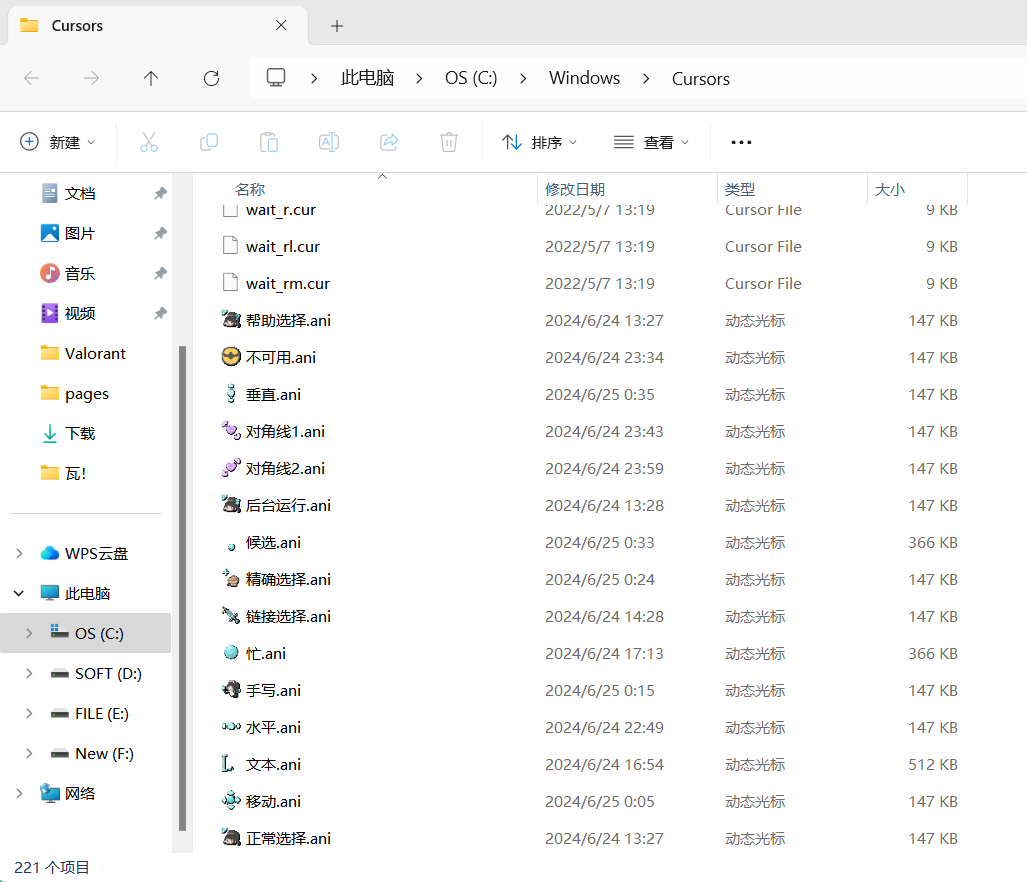 Cursors
此电脑 OS (C:) Windows Cursors
新建 排序 查看
名称 修改日期 类型 大小
wait_r.cur 2022/5/7 13:19 Cursor File 9 KB
wait_rl.cur 2022/5/7 13:19 Cursor File 9 KB
wait_rm.cur 2022/5/7 13:19 Cursor File 9 KB
帮助选择.ani 2024/6/24 13:27 动态光标 147 KB
不可用.ani 2024/6/24 23:34 动态光标 147 KB
垂直.ani 2024/6/25 0:35 动态光标 147 KB
对角线1.ani 2024/6/24 23:43 动态光标 147 KB
对角线2.ani 2024/6/24 23:59 动态光标 147 KB
后台运行.ani 2024/6/24 13:28 动态光标 147 KB
候选.ani 2024/6/25 0:33 动态光标 366 KB
精确选择.ani 2024/6/25 0:24 动态光标 147 KB
链接选择.ani 2024/6/24 14:28 动态光标 147 KB
忙.ani 2024/6/24 17:13 动态光标 366 KB
手写.ani 2024/6/25 0:15 动态光标 147 KB
水平.ani 2024/6/24 22:49 动态光标 147 KB
文本.ani 2024/6/24 16:54 动态光标 512 KB
移动.ani 2024/6/25 0:05 动态光标 147 KB
正常选择.ani 2024/6/24 13:27 动态光标 147 KB
文档
图片
音乐
视频
Valorant
pages
下载
瓦!
WPS云盘
此电脑
OS (C:)
SOFT (D:)
FILE (E:)
New (F:)
网络
221 个项目